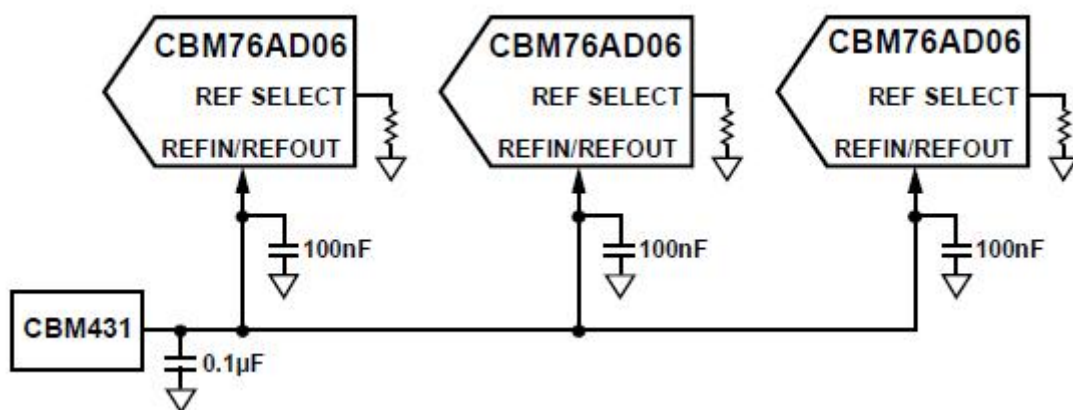 CBM76AD06
REF SELECT
REFIN/REFOUT
100nF
CBM76AD06
REF SELECT
REFIN/REFOUT
100nF
CBM76AD06
REF SELECT
REFIN/REFOUT
100nF
CBM431
0.1µF